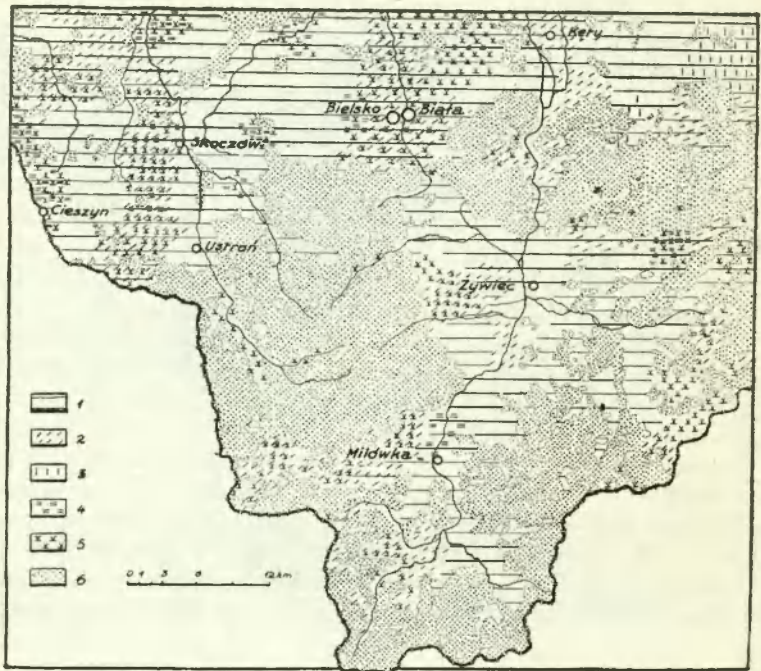 Kęty
Bielsko
Biała
Skoczów
Cieszyn
Ustroń
Żywiec
Milówka
1
2
3
4
5
6
12 km